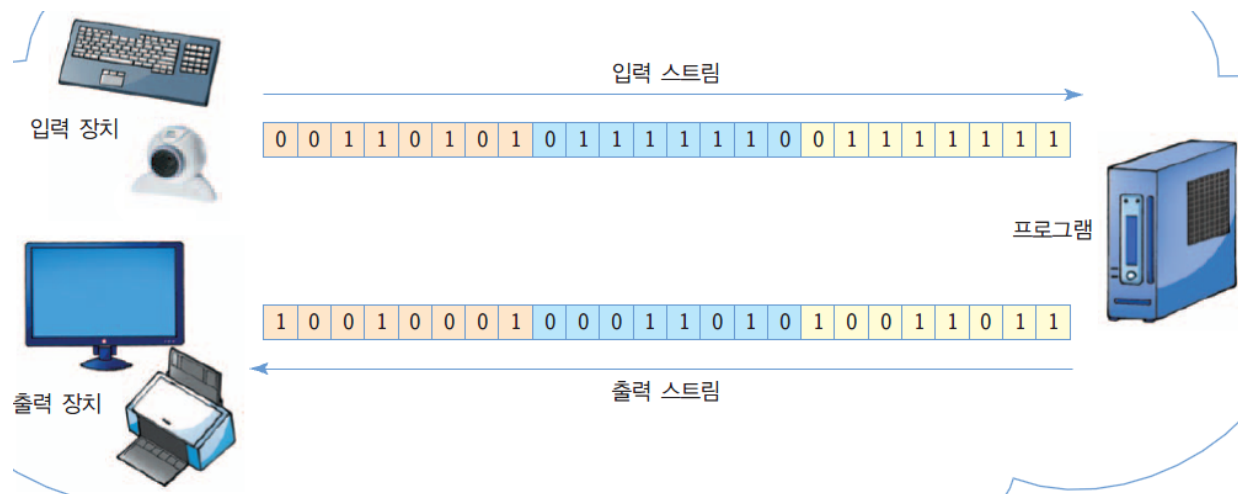 입력 스트림
입력 장치
0 0 1 1 0 1 0 1 0 1 1 1 1 1 1 0 0 1 1 1 1 1 1 1
프로그램
1 0 0 1 0 0 0 1 0 0 0 1 1 0 1 0 1 0 0 1 1 0 1 1
출력 스트림
출력 장치